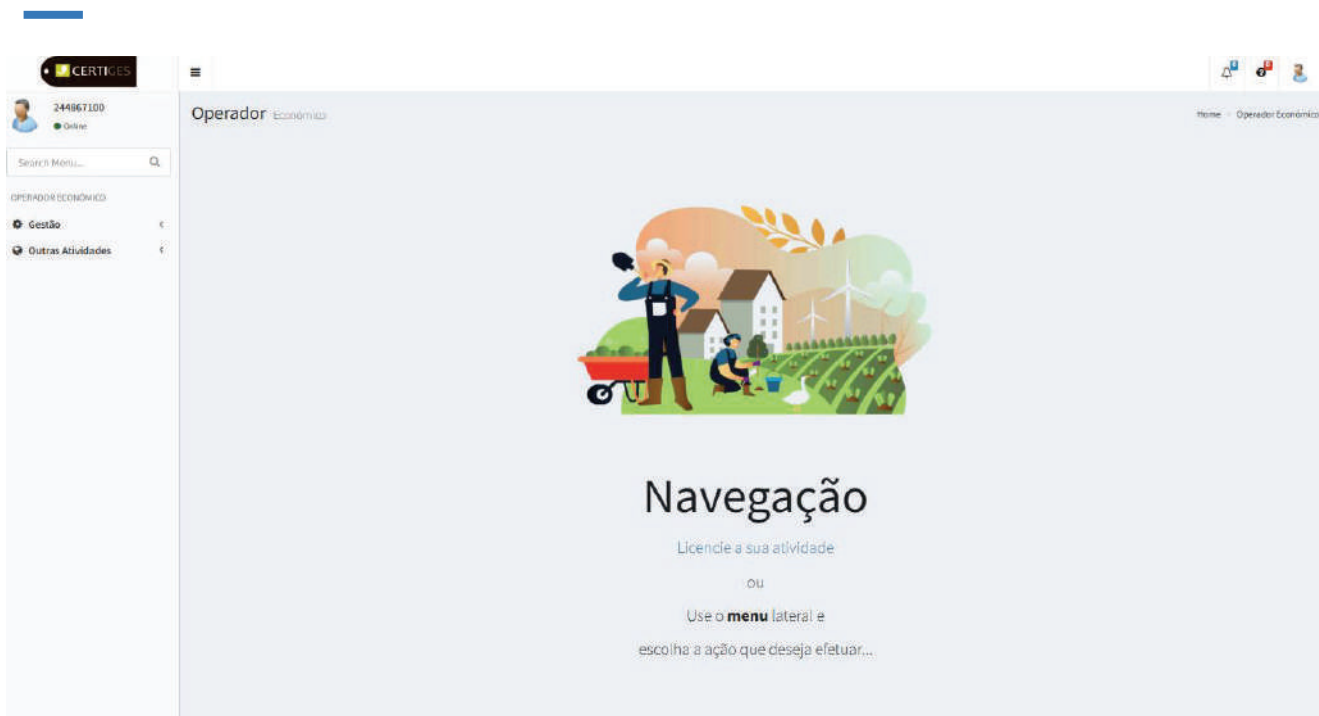 CERTIGES
244867100
Online
Search Menu...
OPERADOR ECONÓMICO
Gestão
Outras Atividades
Operador Económico
Home
Operador Económico
Navegação
Licencie a sua atividade
ou
Use o menu lateral e
escolha a ação que deseja efetuar...